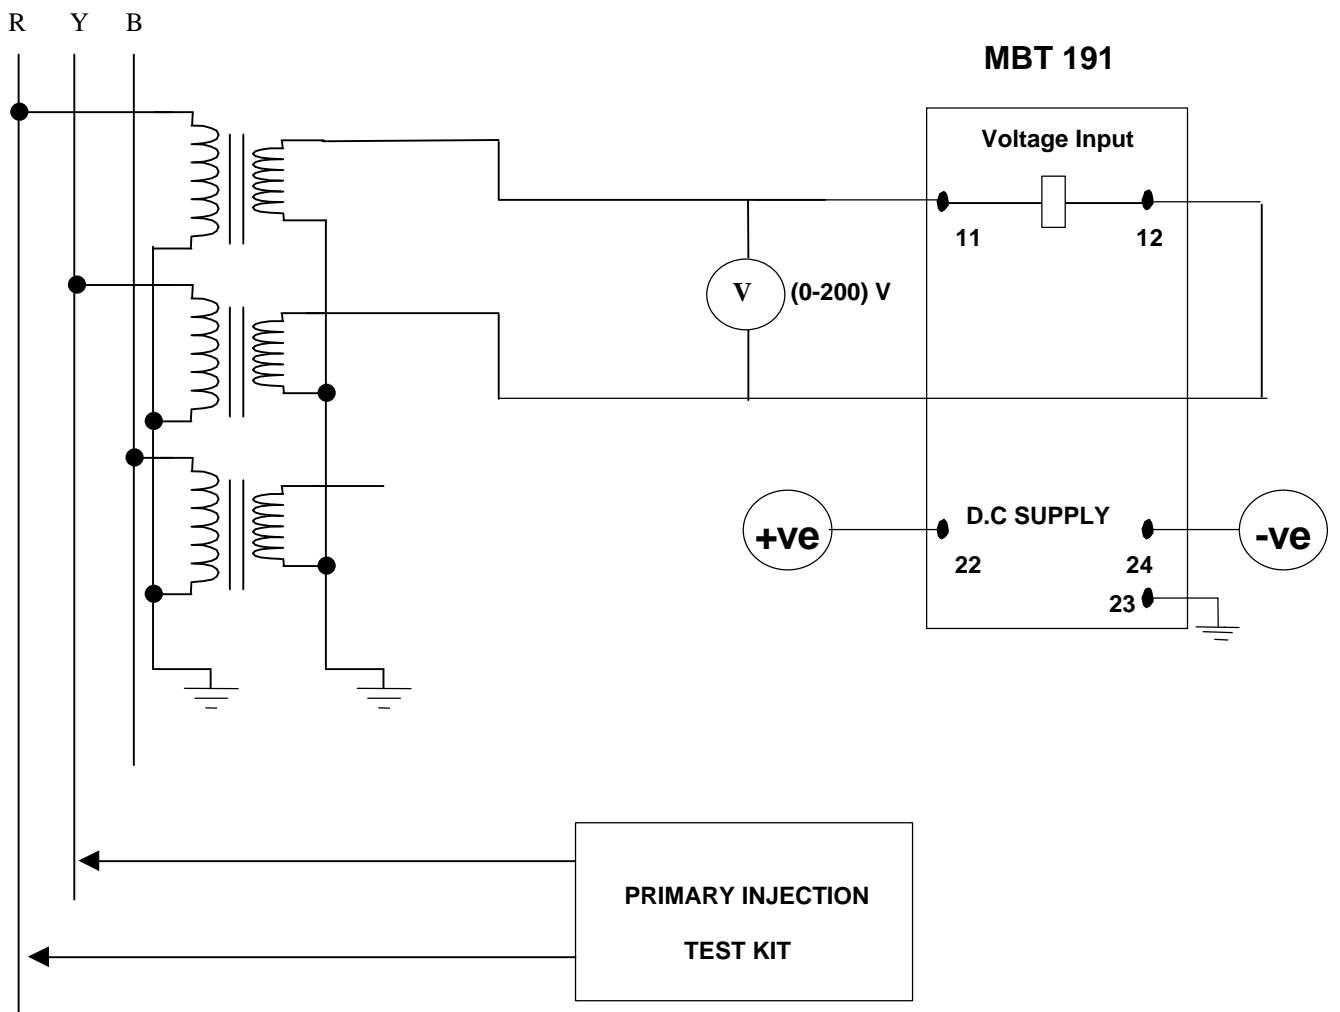 R Y B
MBT 191
Voltage Input
11 12
V (0-200) V
+ve D.C SUPPLY -ve
22 24
23
PRIMARY INJECTION
TEST KIT